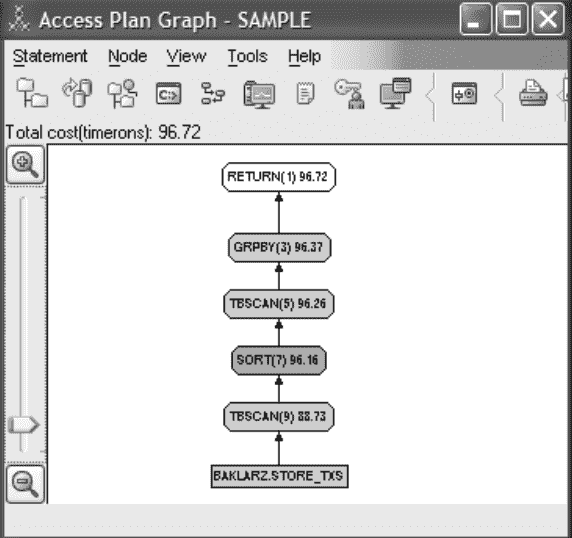 Access Plan Graph - SAMPLE
Statement Node View Tools Help
Total cost(timerons): 96.72
RETURN(1) 96.72
GRPBY(3) 96.37
TBSCAN(5) 96.26
SORT(7) 96.16
TBSCAN(9) 88.73
BAKLARZ.STORE_TXS